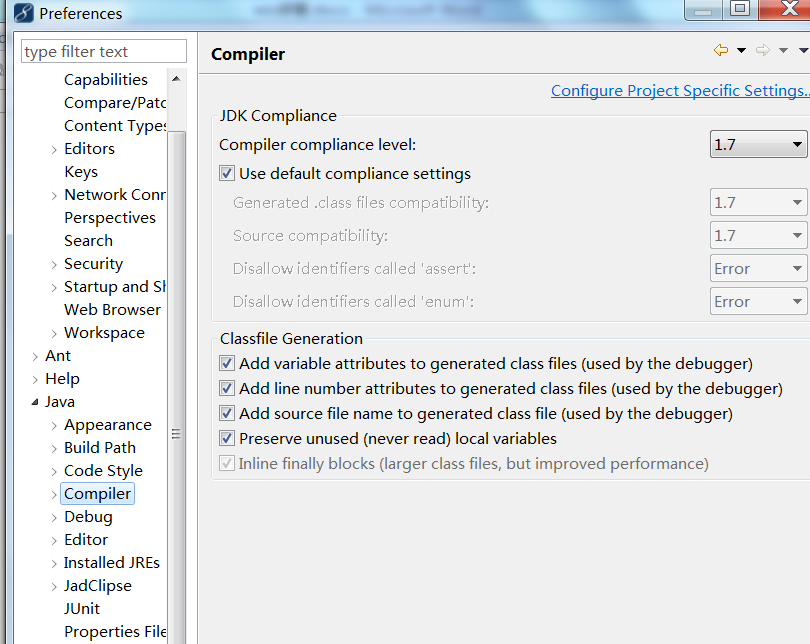 Preferences
type filter text
Capabilities
Compare/Patc
Content Types
Editors
Keys
Network Conn
Perspectives
Search
Security
Startup and Sh
Web Browser
Workspace
Ant
Help
Java
Appearance
Build Path
Code Style
Compiler
Debug
Editor
Installed JREs
JadClipse
JUnit
Properties File
Compiler
Configure Project Specific Settings..
JDK Compliance
Compiler compliance level: 1.7
Use default compliance settings
Generated .class files compatibility: 1.7
Source compatibility: 1.7
Disallow identifiers called 'assert': Error
Disallow identifiers called 'enum': Error
Classfile Generation
Add variable attributes to generated class files (used by the debugger)
Add line number attributes to generated class files (used by the debugger)
Add source file name to generated class file (used by the debugger)
Preserve unused (never read) local variables
Inline finally blocks (larger class files, but improved performance)